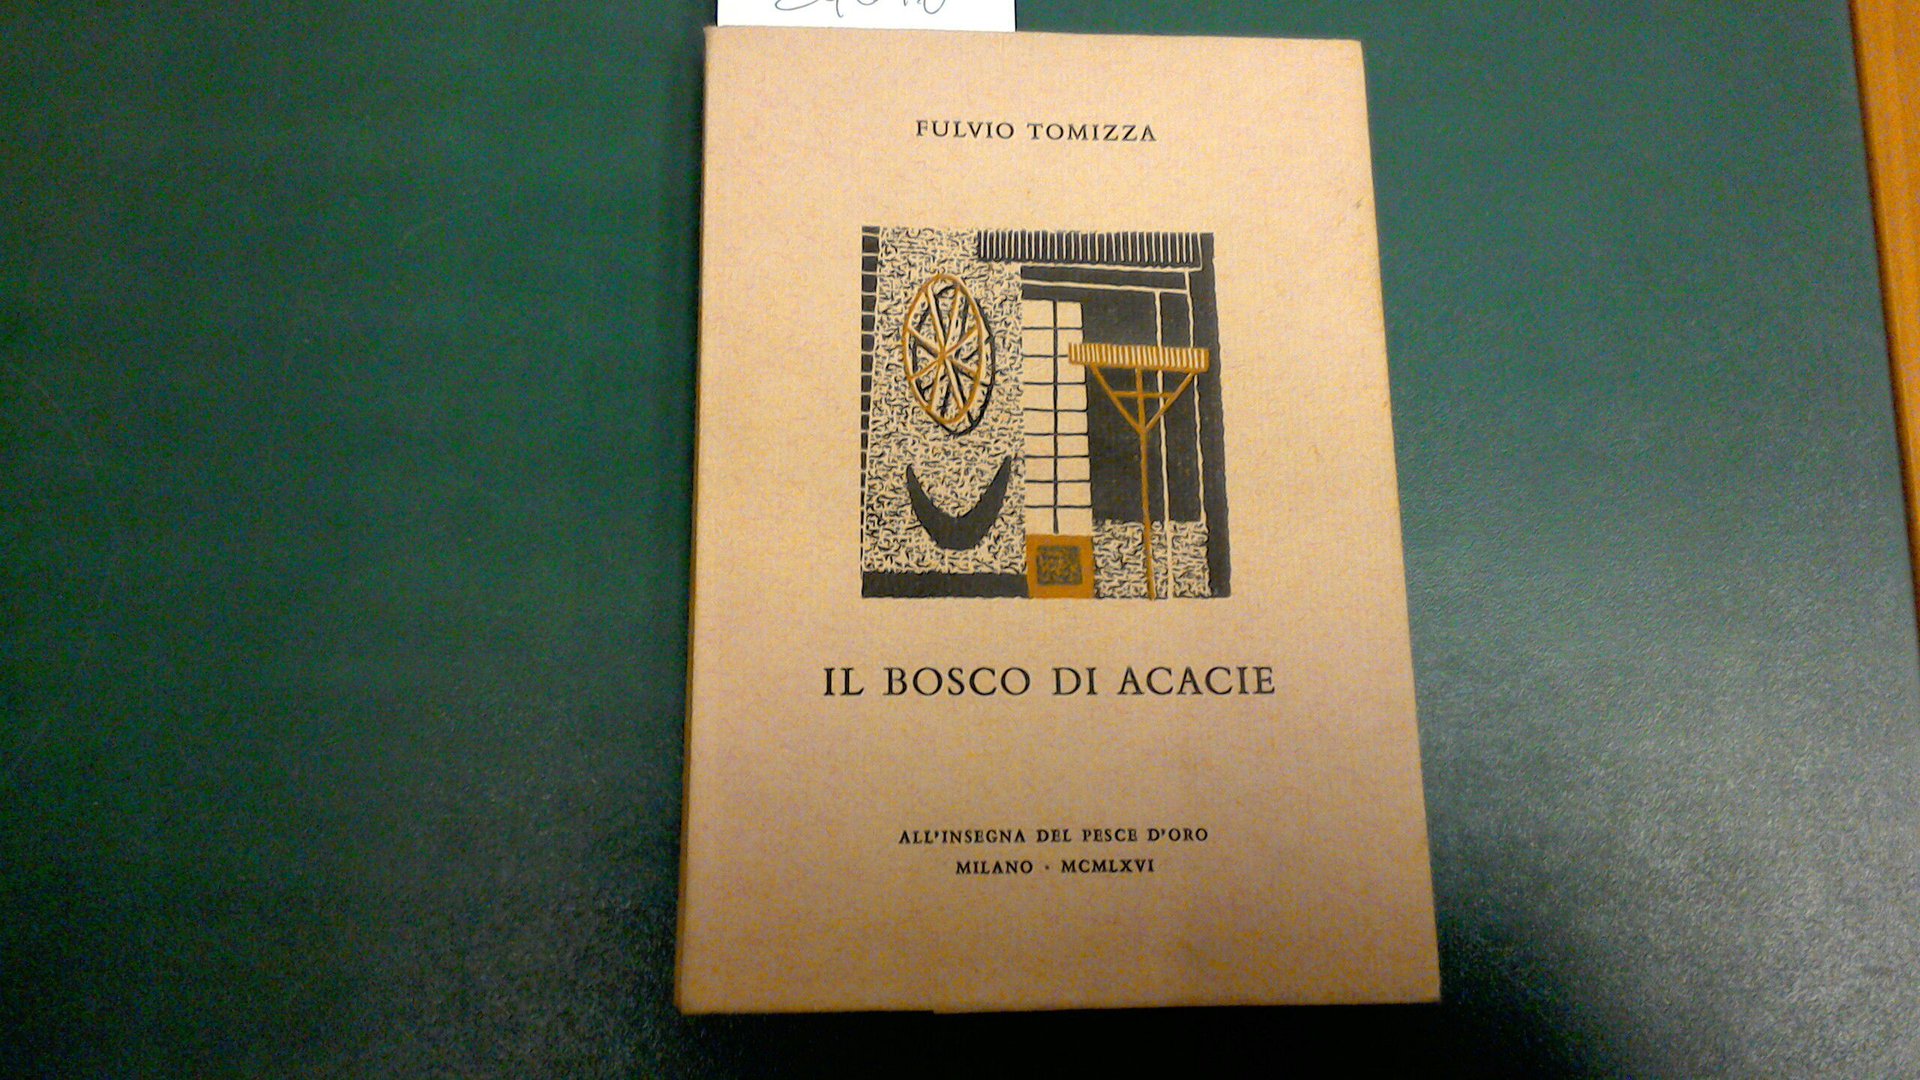 FULVIO TOMIZZA
IL BOSCO DI ACACIE
ALL'INSEGNA DEL PESCE D'ORO
MILANO · MCMLXVI